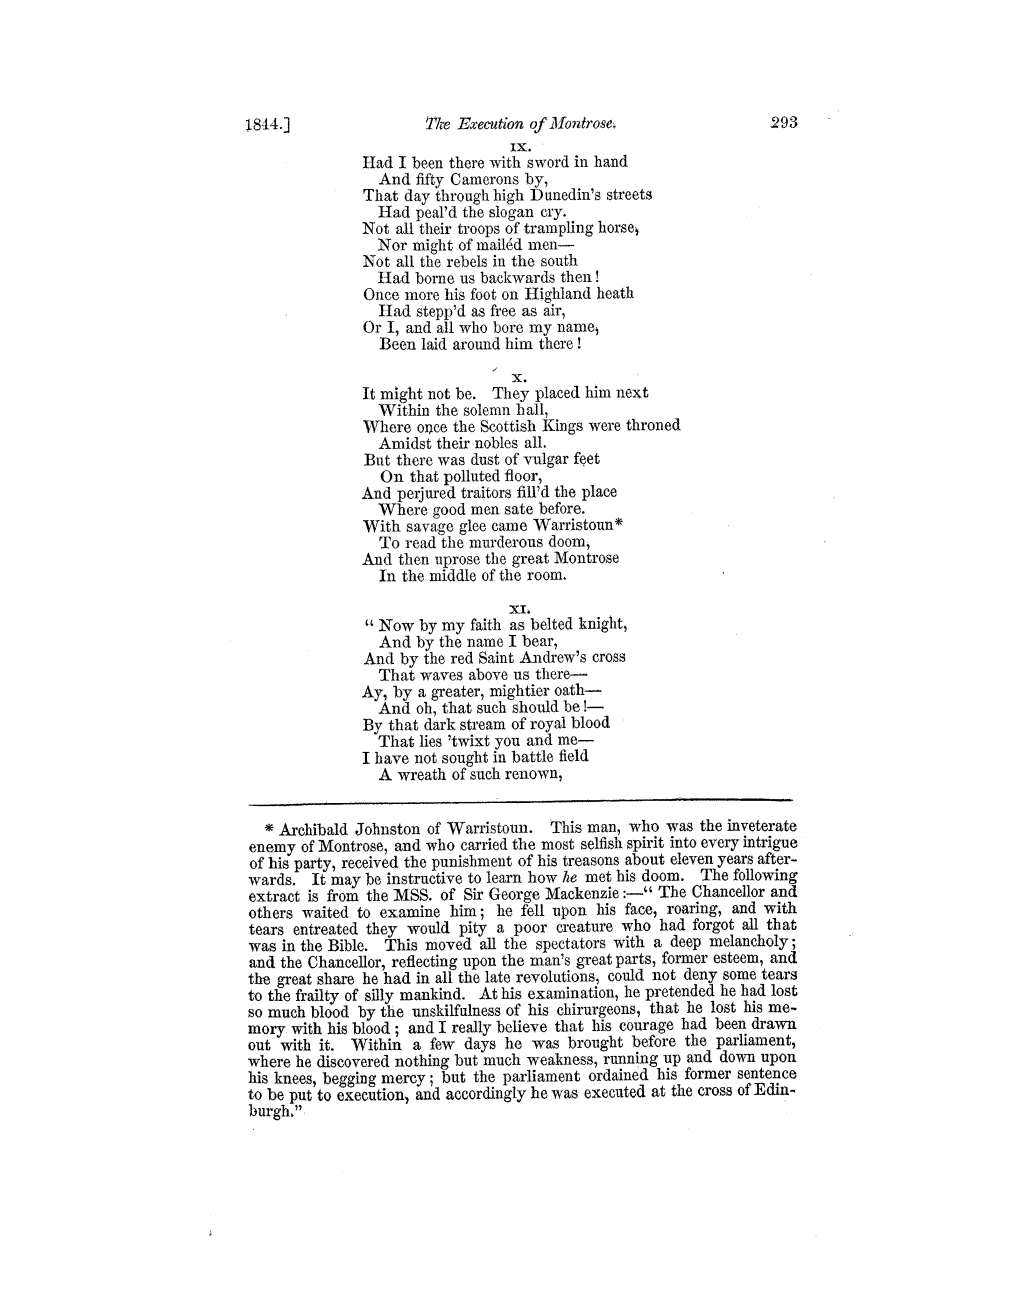 1844.] The Execution of Montrose. 293
IX.
Had I been there with sword in hand
And fifty Camerons by,
That day through high Dunedin's streets
Had peal'd the slogan cry.
Not all their troops of trampling horse,
Nor might of mailéd men—
Not all the rebels in the south
Had borne us backwards then!
Once more his foot on Highland heath
Had stepp'd as free as air,
Or I, and all who bore my name,
Been laid around him there!
X.
It might not be. They placed him next
Within the solemn hall,
Where once the Scottish Kings were throned
Amidst their nobles all.
But there was dust of vulgar feet
On that polluted floor,
And perjured traitors fill'd the place
Where good men sate before.
With savage glee came Warristoun*
To read the murderous doom,
And then uprose the great Montrose
In the middle of the room.
XI.
“ Now by my faith as belted knight,
And by the name I bear,
And by the red Saint Andrew's cross
That waves above us there—
Ay, by a greater, mightier oath—
And oh, that such should be!—
By that dark stream of royal blood
That lies 'twixt you and me—
I have not sought in battle field
A wreath of such renown,
* Archibald Johnston of Warristoun. This man, who was the inveterate
enemy of Montrose, and who carried the most selfish spirit into every intrigue
of his party, received the punishment of his treasons about eleven years after-
wards. It may be instructive to learn how he met his doom. The following
extract is from the MSS. of Sir George Mackenzie:—“ The Chancellor and
others waited to examine him; he fell upon his face, roaring, and with
tears entreated they would pity a poor creature who had forgot all that
was in the Bible. This moved all the spectators with a deep melancholy;
and the Chancellor, reflecting upon the man's great parts, former esteem, and
the great share he had in all the late revolutions, could not deny some tears
to the frailty of silly mankind. At his examination, he pretended he had lost
so much blood by the unskilfulness of his chirurgeons, that he lost his me-
mory with his blood; and I really believe that his courage had been drawn
out with it. Within a few days he was brought before the parliament,
where he discovered nothing but much weakness, running up and down upon
his knees, begging mercy; but the parliament ordained his former sentence
to be put to execution, and accordingly he was executed at the cross of Edin-
burgh.”